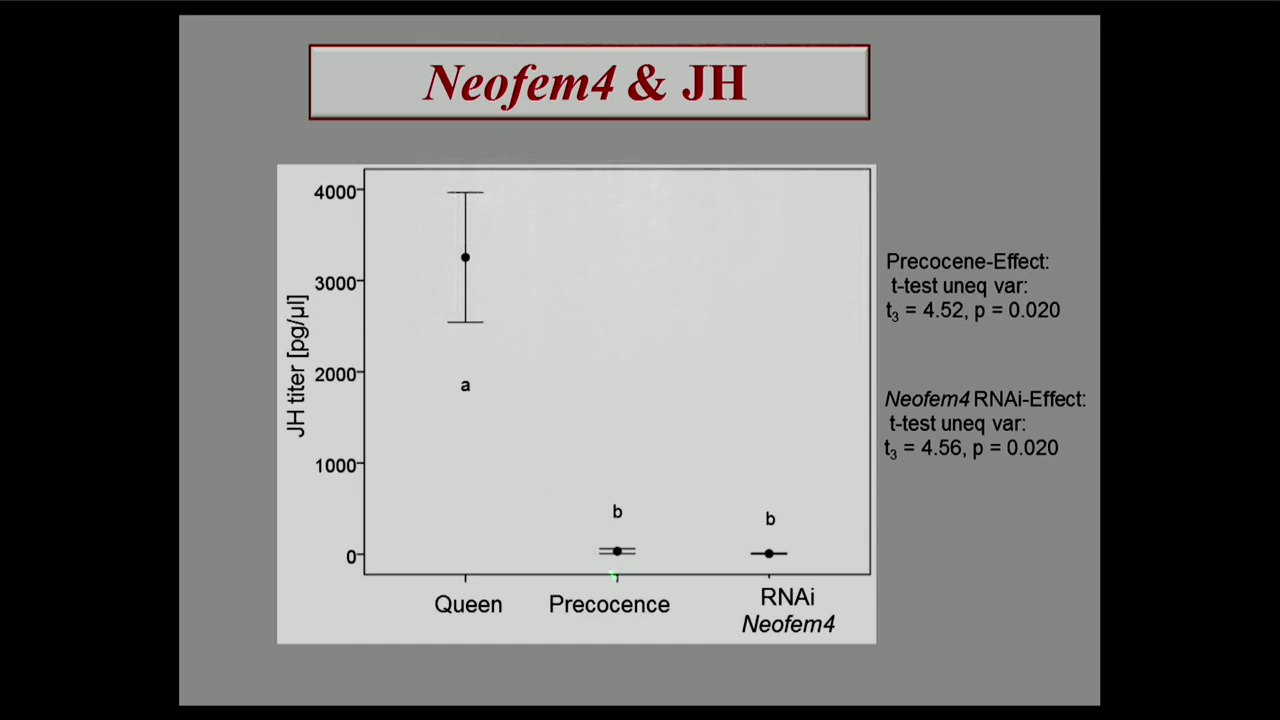 Neofem4 & JH
4000
3000
2000
1000
0
JH titer [pg/µl]
a
b
b
Queen
Precocence
RNAi
Neofem4
Precocene-Effect:
t-test uneq var:
t₃ = 4.52, p = 0.020
Neofem4 RNAi-Effect:
t-test uneq var:
t₃ = 4.56, p = 0.020